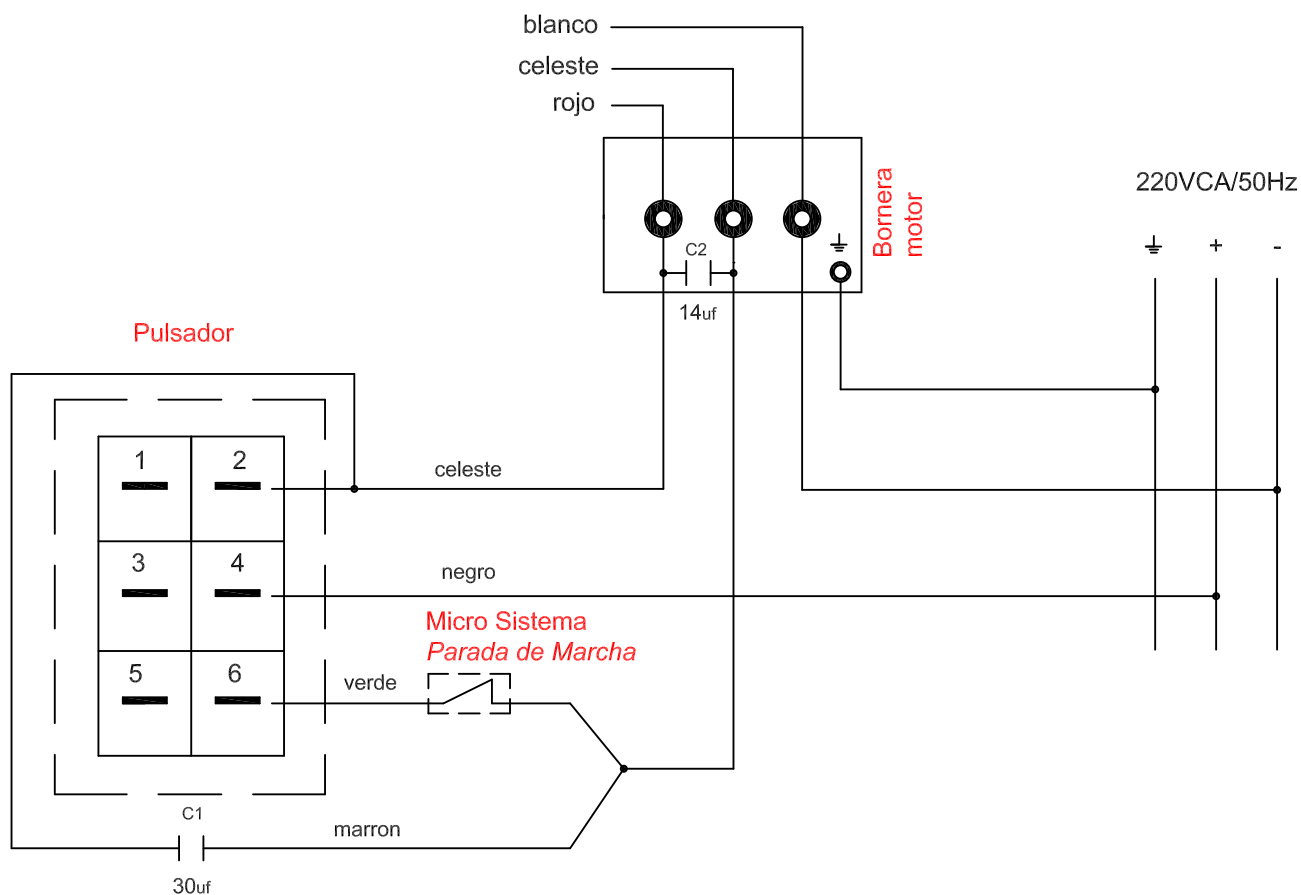 blanco
celeste
rojo
220VCA/50Hz
Bornera
motor
+
-
C2
14uf
Pulsador
1
2
celeste
3
4
negro
Micro Sistema
Parada de Marcha
5
6
verde
C1
marron
30uf